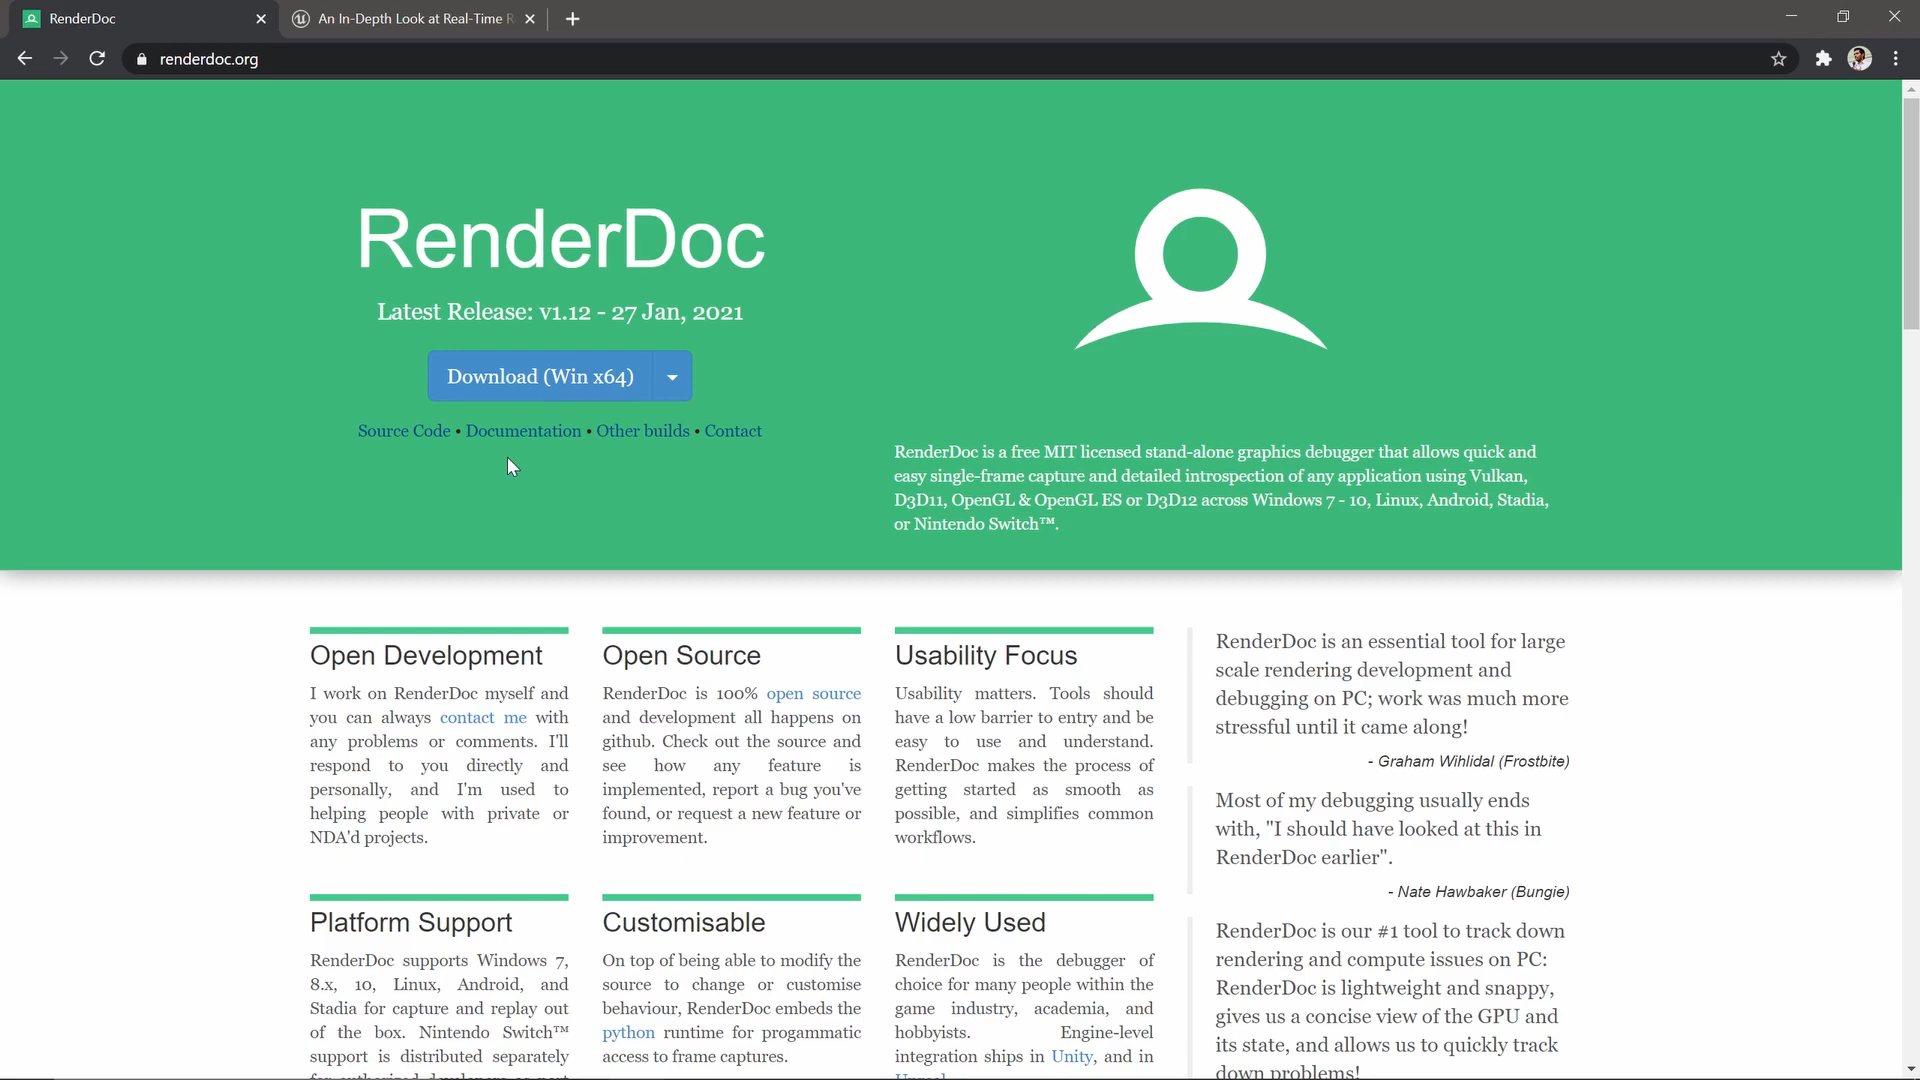 RenderDoc
An In-Depth Look at Real-Time R
renderdoc.org
RenderDoc
Latest Release: v1.12 - 27 Jan, 2021
Download (Win x64)
Source Code • Documentation • Other builds • Contact
RenderDoc is a free MIT licensed stand-alone graphics debugger that allows quick and
easy single-frame capture and detailed introspection of any application using Vulkan,
D3D11, OpenGL & OpenGL ES or D3D12 across Windows 7 - 10, Linux, Android, Stadia,
or Nintendo Switch™.
Open Development
I work on RenderDoc myself and
you can always contact me with
any problems or comments. I'll
respond to you directly and
personally, and I'm used to
helping people with private or
NDA'd projects.
Open Source
RenderDoc is 100% open source
and development all happens on
github. Check out the source and
see how any feature is
implemented, report a bug you've
found, or request a new feature or
improvement.
Usability Focus
Usability matters. Tools should
have a low barrier to entry and be
easy to use and understand.
RenderDoc makes the process of
getting started as smooth as
possible, and simplifies common
workflows.
RenderDoc is an essential tool for large
scale rendering development and
debugging on PC; work was much more
stressful until it came along!
- Graham Wihlidal (Frostbite)
Most of my debugging usually ends
with, "I should have looked at this in
RenderDoc earlier".
- Nate Hawbaker (Bungie)
RenderDoc is our #1 tool to track down
rendering and compute issues on PC:
RenderDoc is lightweight and snappy,
gives us a concise view of the GPU and
its state, and allows us to quickly track
down problems!
Platform Support
RenderDoc supports Windows 7,
8.x, 10, Linux, Android, and
Stadia for capture and replay out
of the box. Nintendo Switch™
support is distributed separately
Customisable
On top of being able to modify the
source to change or customise
behaviour, RenderDoc embeds the
python runtime for progammatic
access to frame captures.
Widely Used
RenderDoc is the debugger of
choice for many people within the
game industry, academia, and
hobbyists. Engine-level
integration ships in Unity, and in